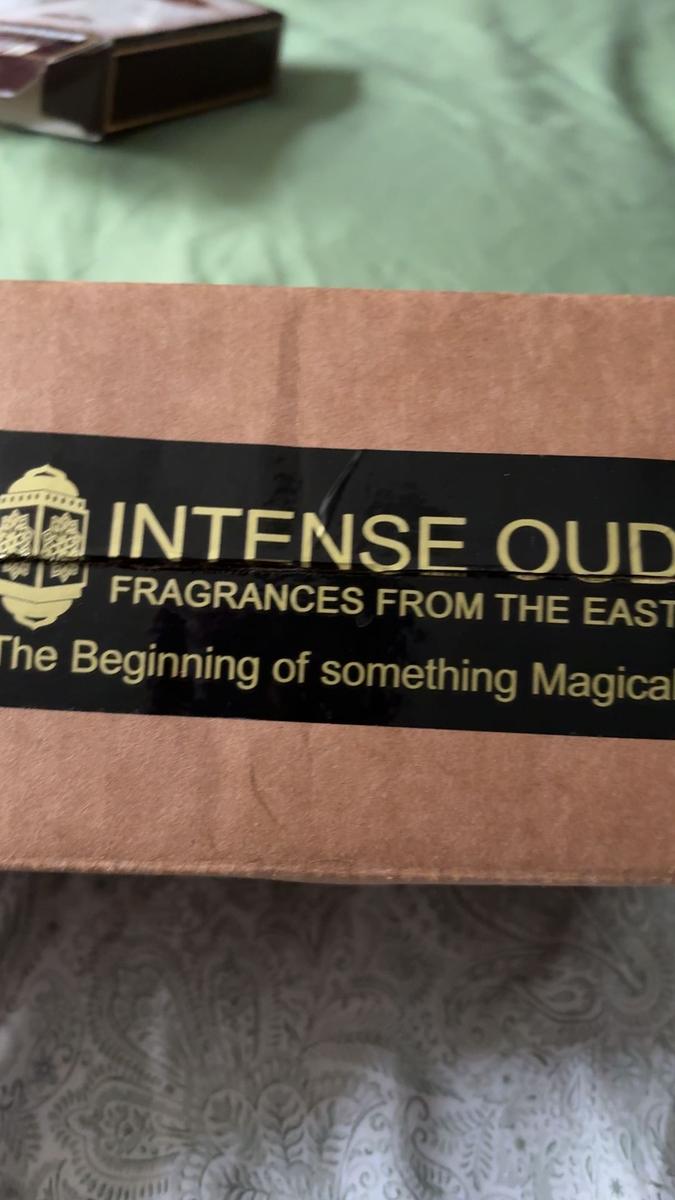 INTENSE OUD
FRAGRANCES FROM THE EAST
The Beginning of something Magical